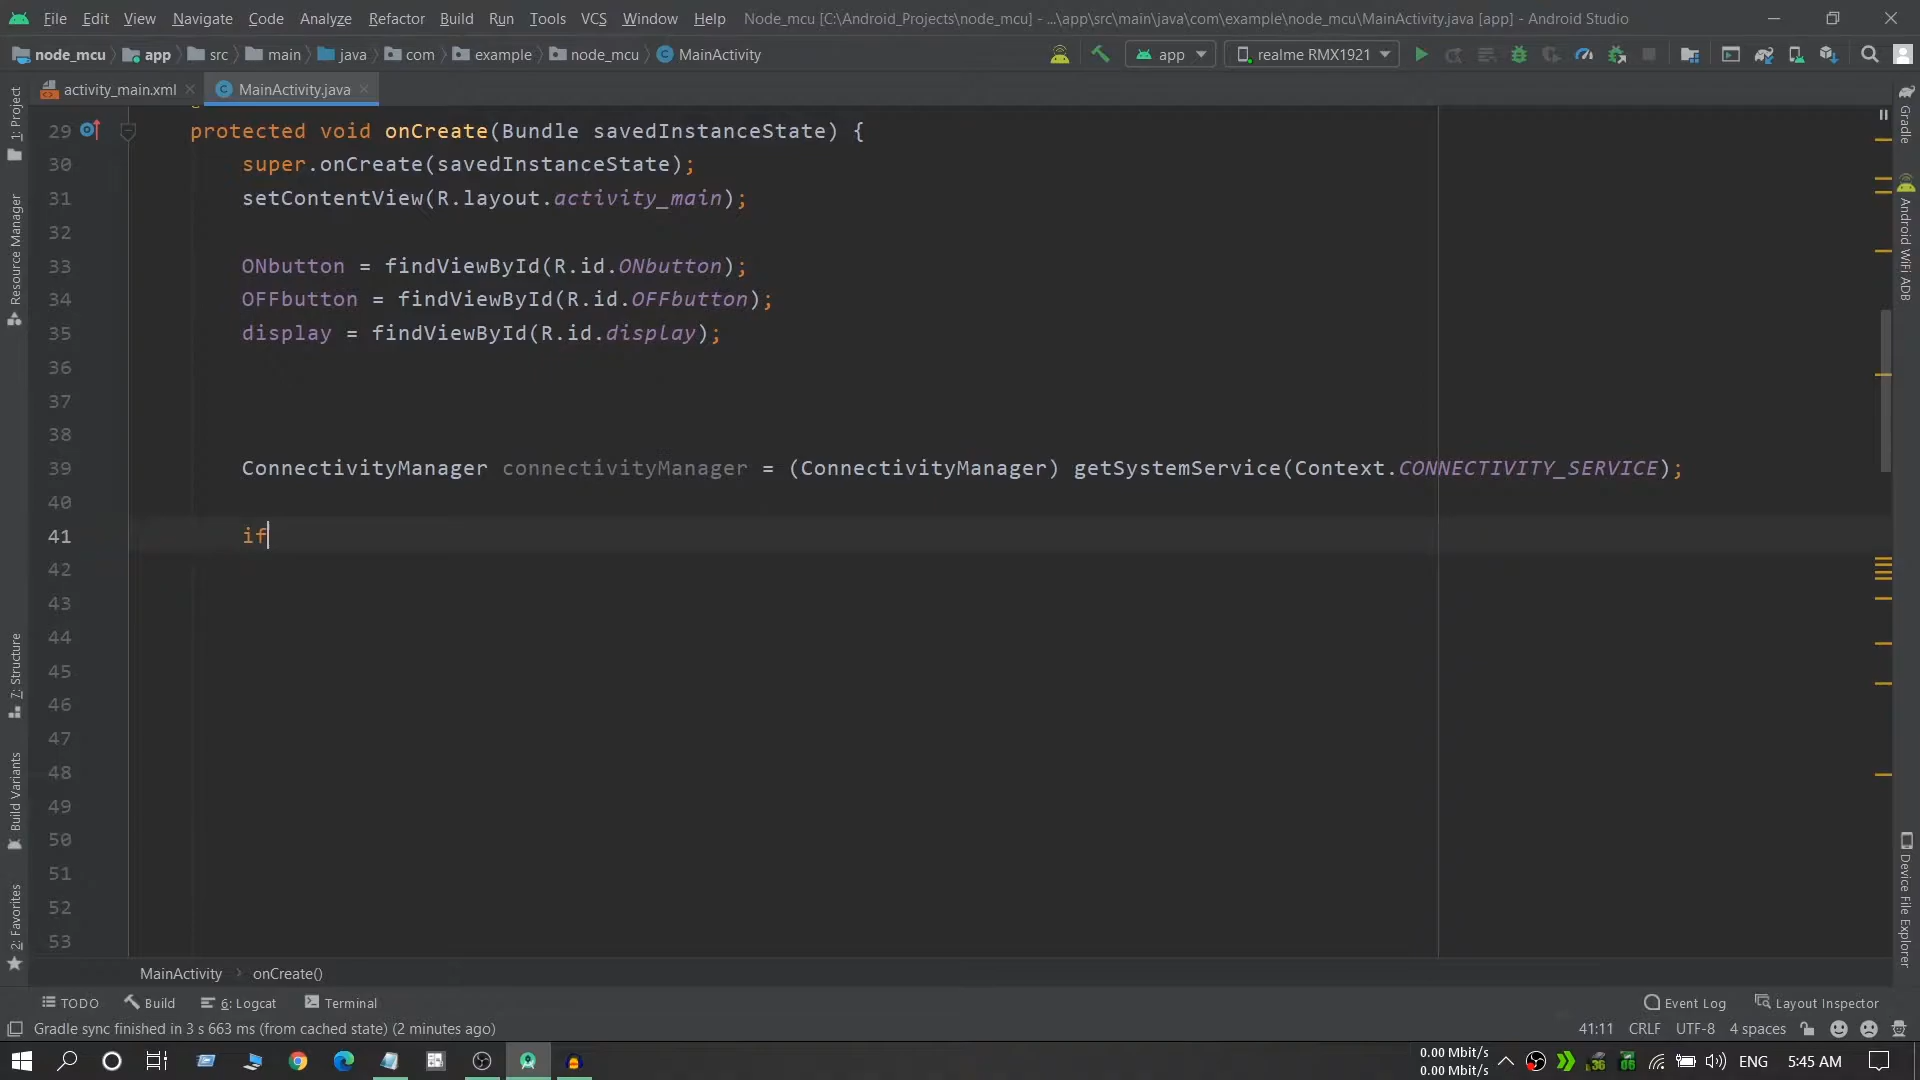 File Edit View Navigate Code Analyze Refactor Build Run Tools VCS Window Help Node_mcu [C:\Android_Projects\node_mcu] - ...\app\src\main\java\com\example\node_mcu\MainActivity.java [app] - Android Studio
node_mcu app src main java com example node_mcu MainActivity app realme RMX1921
activity_main.xml MainActivity.java
1: Project
Resource Manager
7: Structure
Build Variants
2: Favorites
29 protected void onCreate(Bundle savedInstanceState) {
30 super.onCreate(savedInstanceState);
31 setContentView(R.layout.activity_main);
32
33 ONbutton = findViewById(R.id.ONbutton);
34 OFFbutton = findViewById(R.id.OFFbutton);
35 display = findViewById(R.id.display);
36
37
38
39 ConnectivityManager connectivityManager = (ConnectivityManager) getSystemService(Context.CONNECTIVITY_SERVICE);
40
41 if
42
43
44
45
46
47
48
49
50
51
52
53
Gradle
Android WiFi ADB
Device File Explorer
MainActivity onCreate()
TODO Build 6: Logcat Terminal Event Log Layout Inspector
Gradle sync finished in 3 s 663 ms (from cached state) (2 minutes ago) 41:11 CRLF UTF-8 4 spaces
0.00 Mbit/s
0.00 Mbit/s
36 06 ENG 5:45 AM